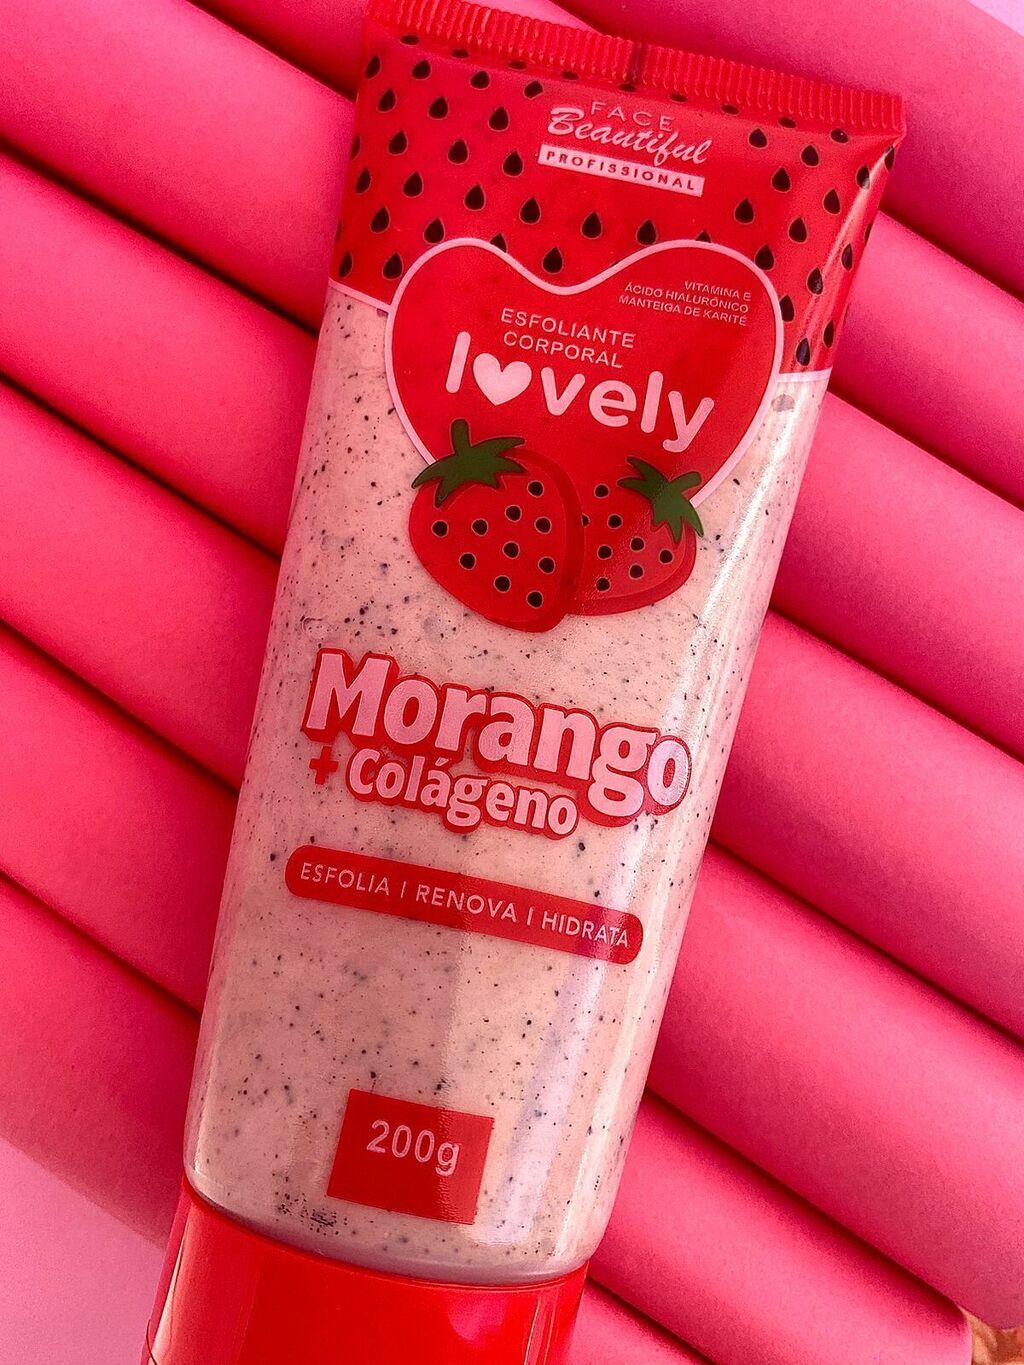 FACE
Beautiful
PROFISSIONAL
VITAMINA E
ÁCIDO HIALURÔNICO
MANTEIGA DE KARITÉ
ESFOLIANTE
CORPORAL
lovely
Morango
+ Colágeno
ESFOLIA | RENOVA | HIDRATA
200g